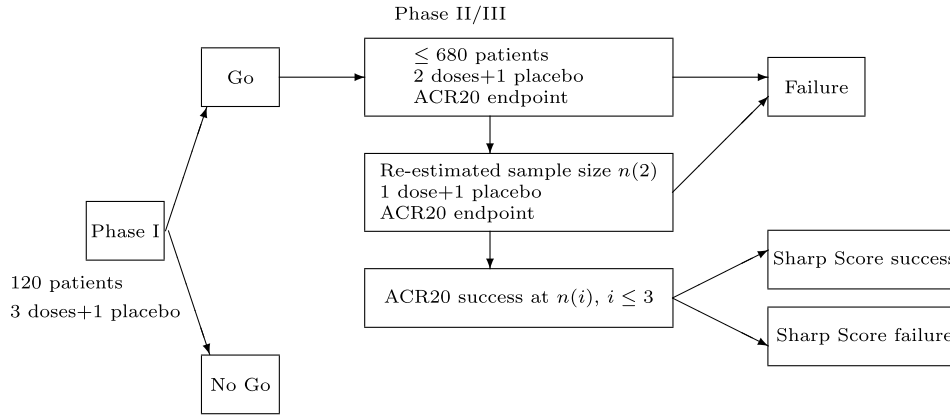 Phase II/III
Go
≤ 680 patients
2 doses+1 placebo
ACR20 endpoint
Failure
Re-estimated sample size n(2)
1 dose+1 placebo
ACR20 endpoint
Phase I
120 patients
3 doses+1 placebo
ACR20 success at n(i), i ≤ 3
Sharp Score success
Sharp Score failure
No Go